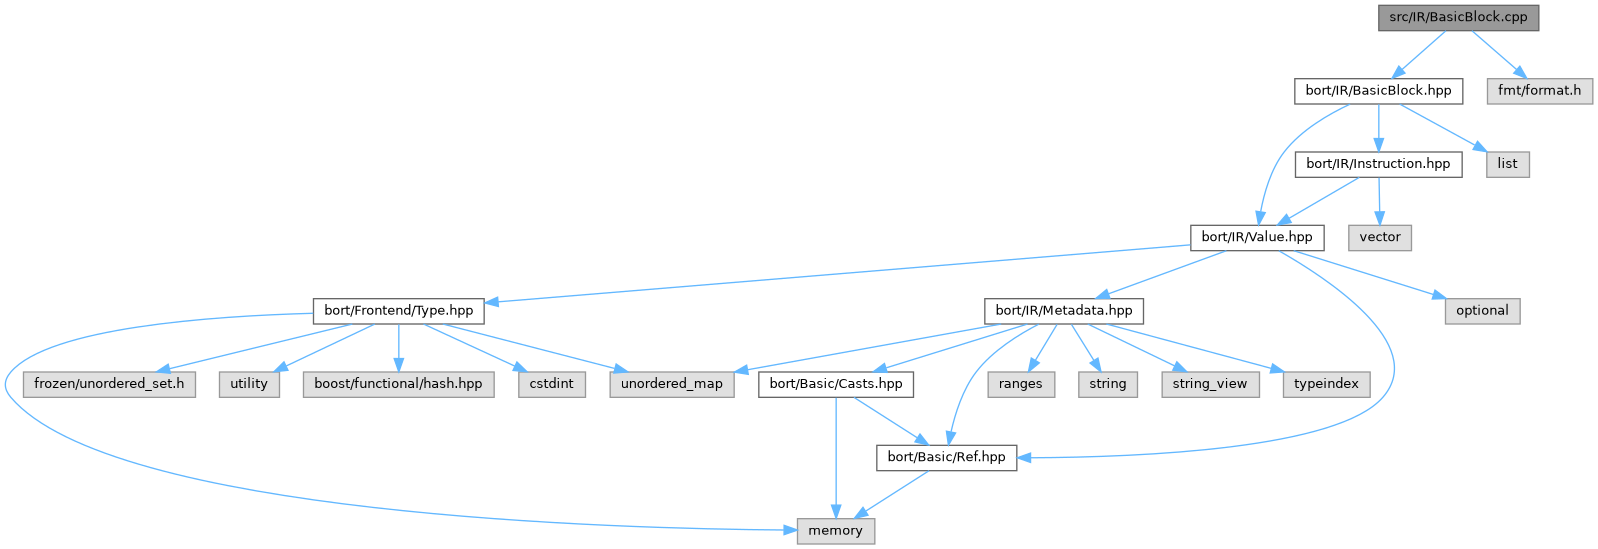 src/IR/BasicBlock.cpp
bort/IR/BasicBlock.hpp
fmt/format.h
bort/IR/Instruction.hpp
list
bort/IR/Value.hpp
vector
bort/Frontend/Type.hpp
bort/IR/Metadata.hpp
optional
frozen/unordered_set.h
utility
boost/functional/hash.hpp
cstdint
unordered_map
bort/Basic/Casts.hpp
ranges
string
string_view
typeindex
bort/Basic/Ref.hpp
memory